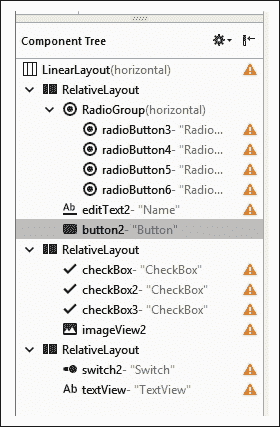 Component Tree
LinearLayout(horizontal)
RelativeLayout
RadioGroup(horizontal)
radioButton3- "Radio...
radioButton4- "Radio...
radioButton5- "Radio...
radioButton6- "Radio...
Ab editText2- "Name"
button2- "Button"
RelativeLayout
checkBox- "CheckBox"
checkBox2- "CheckBox"
checkBox3- "CheckBox"
imageView2
RelativeLayout
switch2- "Switch"
Ab textView- "TextView"